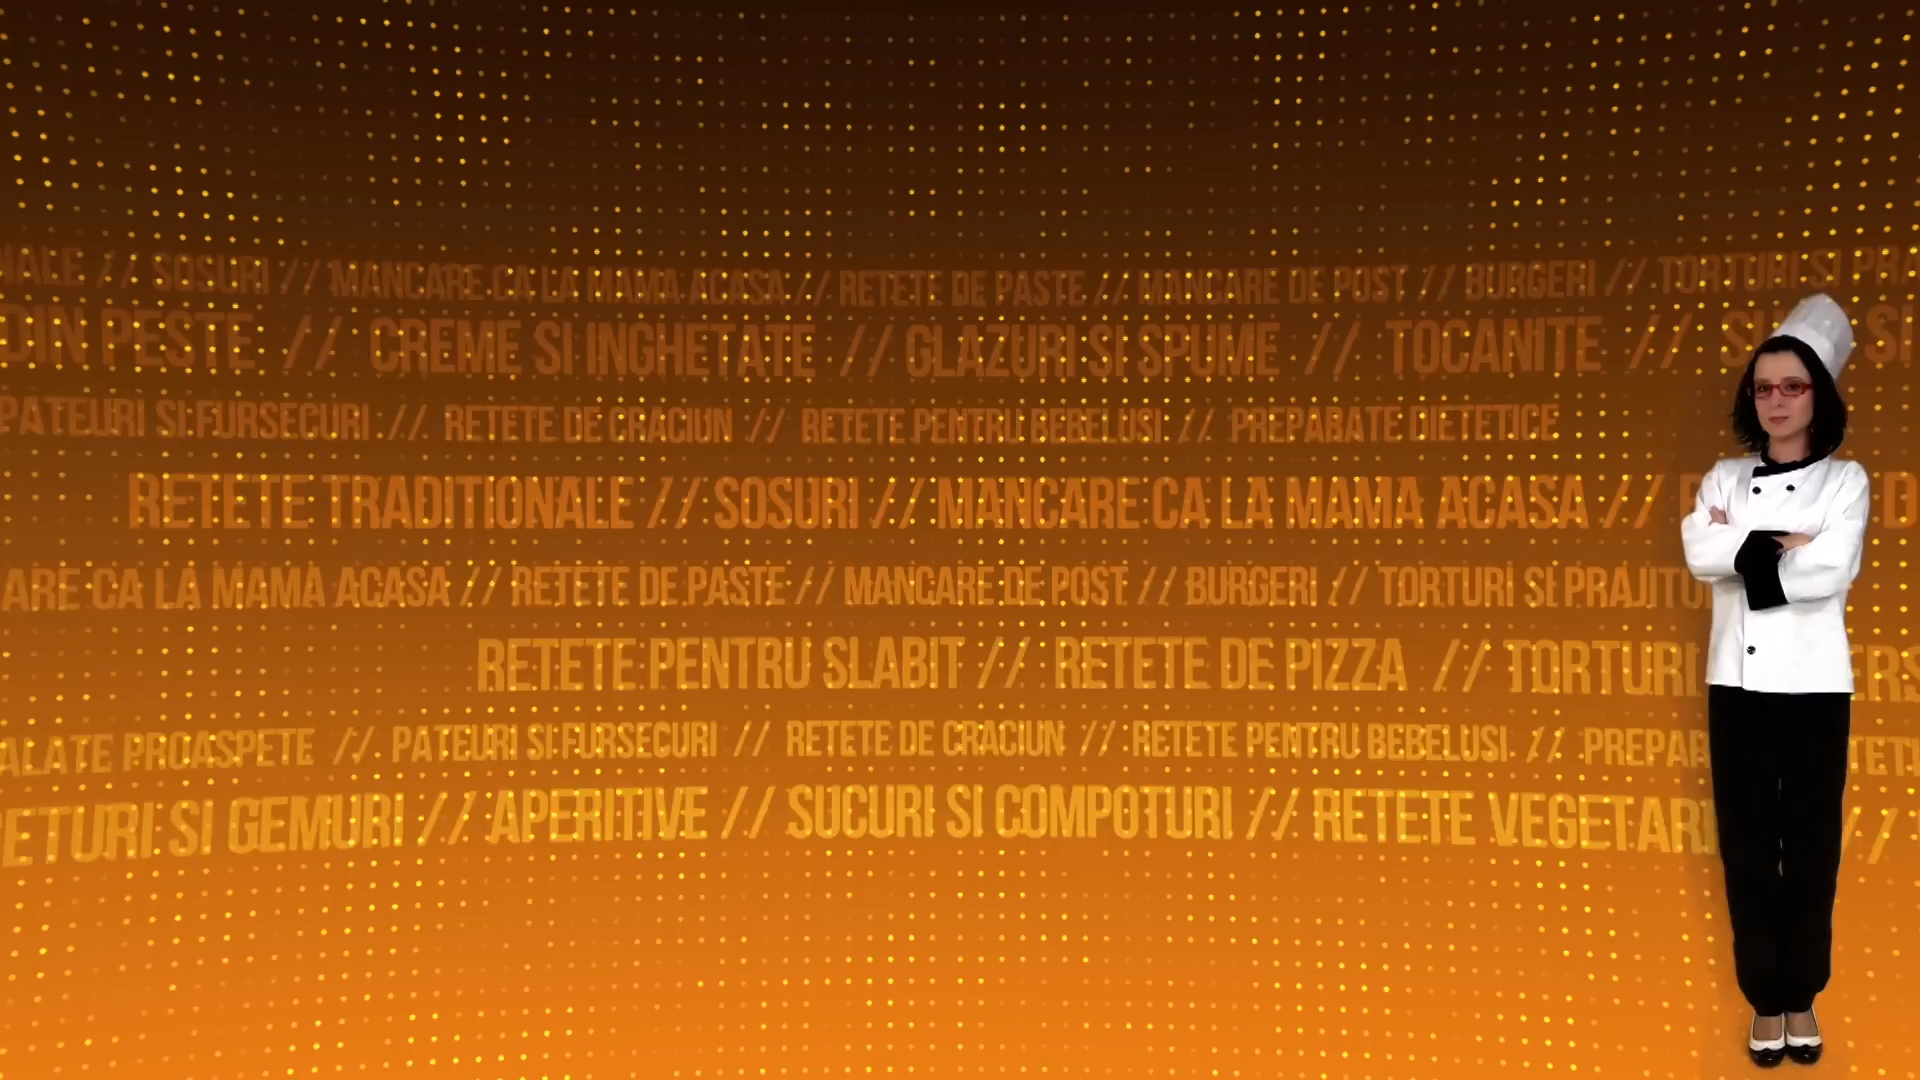 NALE // SOSURI // MANCARE CA LA MAMA ACASA // RETETE DE PASTE // MANCARE DE POST // BURGERI // TORTURI SI PRA
DIN PESTE // CREME SI INGHETATE // GLAZURI SI SPUME // TOCANITE // SI
PATEURI SI FURSECURI // RETETE DE CRACIUN // RETETE PENTRU BEBELUSI // PREPARATE DIETETICE
RETETE TRADITIONALE // SOSURI // MANCARE CA LA MAMA ACASA //
ARE CA LA MAMA ACASA // RETETE DE PASTE // MANCARE DE POST // BURGERI // TORTURI SI PRAJITU
RETETE PENTRU SLABIT // RETETE DE PIZZA // TORTURI ERS
ALATE PROASPETE // PATEURI SI FURSECURI // RETETE DE CRACIUN // RETETE PENTRU BEBELUSI // PREPAR TETI
ETURI SI GEMURI // APERITIVE // SUCURI SI COMPOTURI // RETETE VEGETARI //